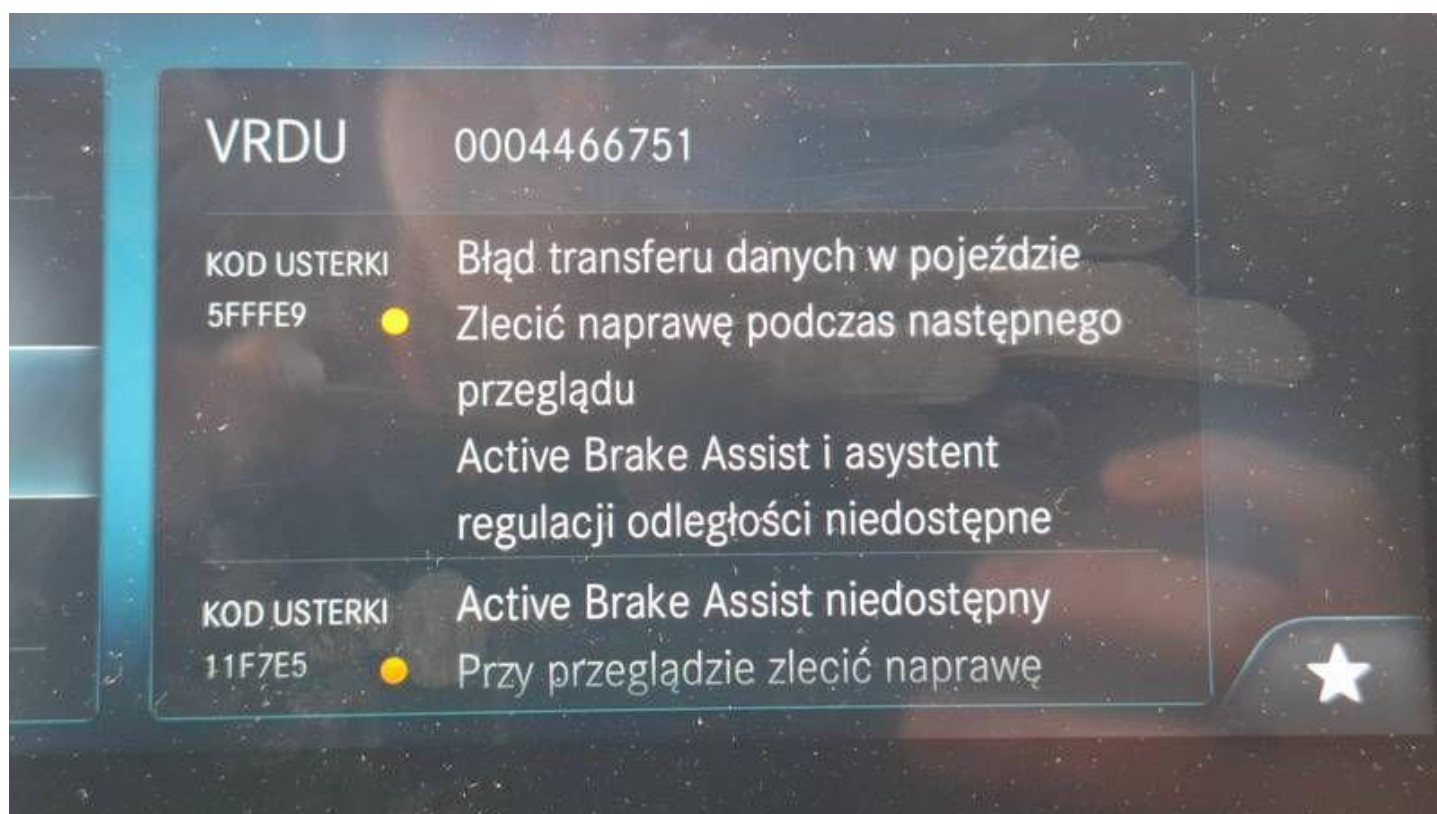 VRDU 0004466751
KOD USTERKI Błąd transferu danych w pojeździe
5FFFE9 Zlecić naprawę podczas następnego
przeglądu
Active Brake Assist i asystent
regulacji odległości niedostępne
KOD USTERKI Active Brake Assist niedostępny
11F7E5 Przy przeglądzie zlecić naprawę